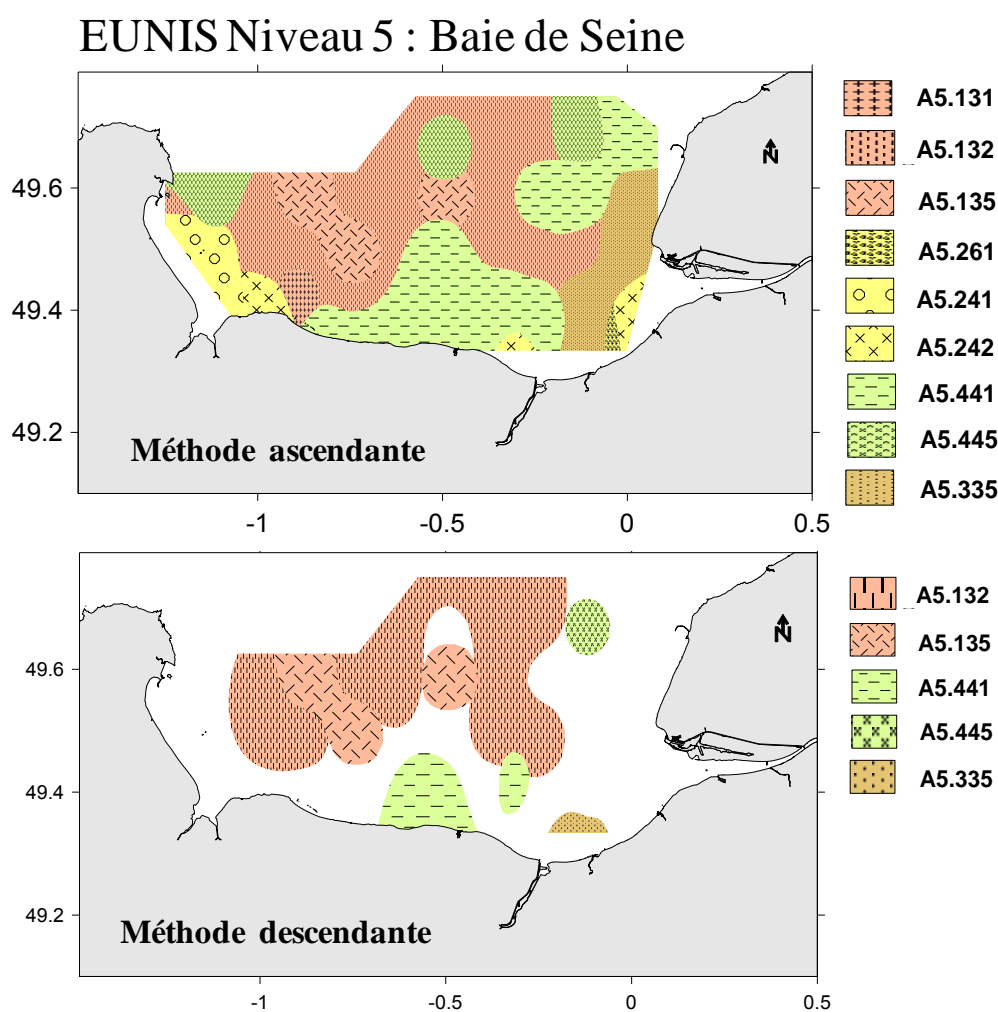 EUNIS Niveau 5 : Baie de Seine
A5.131
A5.132
A5.135
A5.261
A5.241
A5.242
A5.441
A5.445
A5.335
N
49.6
49.4
49.2
Méthode ascendante
-1
-0.5
0
0.5
A5.132
A5.135
A5.441
A5.445
A5.335
N
49.6
49.4
49.2
Méthode descendante
-1
-0.5
0
0.5